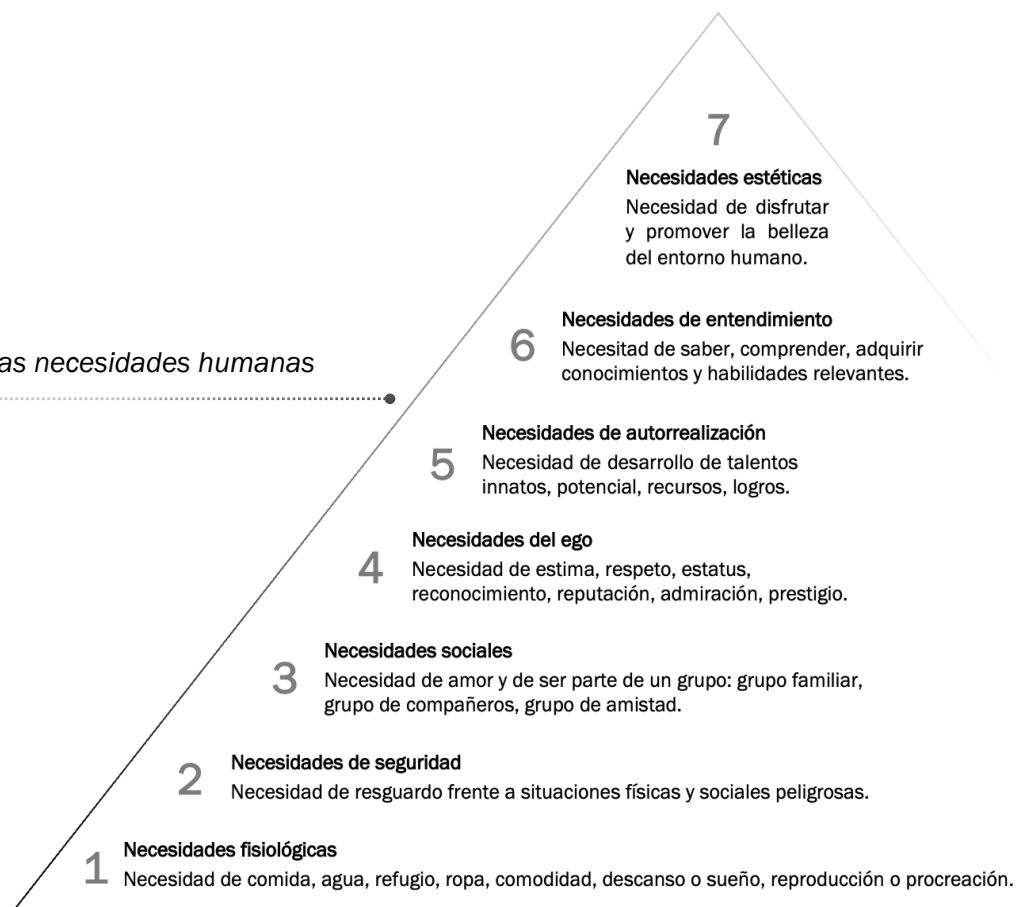 7
Necesidades estéticas
Necesidad de disfrutar
y promover la belleza
del entorno humano.
6
Necesidades de entendimiento
Necesitad de saber, comprender, adquirir
conocimientos y habilidades relevantes.
as necesidades humanas
5
Necesidades de autorrealización
Necesidad de desarrollo de talentos
innatos, potencial, recursos, logros.
4
Necesidades del ego
Necesidad de estima, respeto, estatus,
reconocimiento, reputación, admiración, prestigio.
3
Necesidades sociales
Necesidad de amor y de ser parte de un grupo: grupo familiar,
grupo de compañeros, grupo de amistad.
2
Necesidades de seguridad
Necesidad de resguardo frente a situaciones físicas y sociales peligrosas.
1
Necesidades fisiológicas
Necesidad de comida, agua, refugio, ropa, comodidad, descanso o sueño, reproducción o procreación.